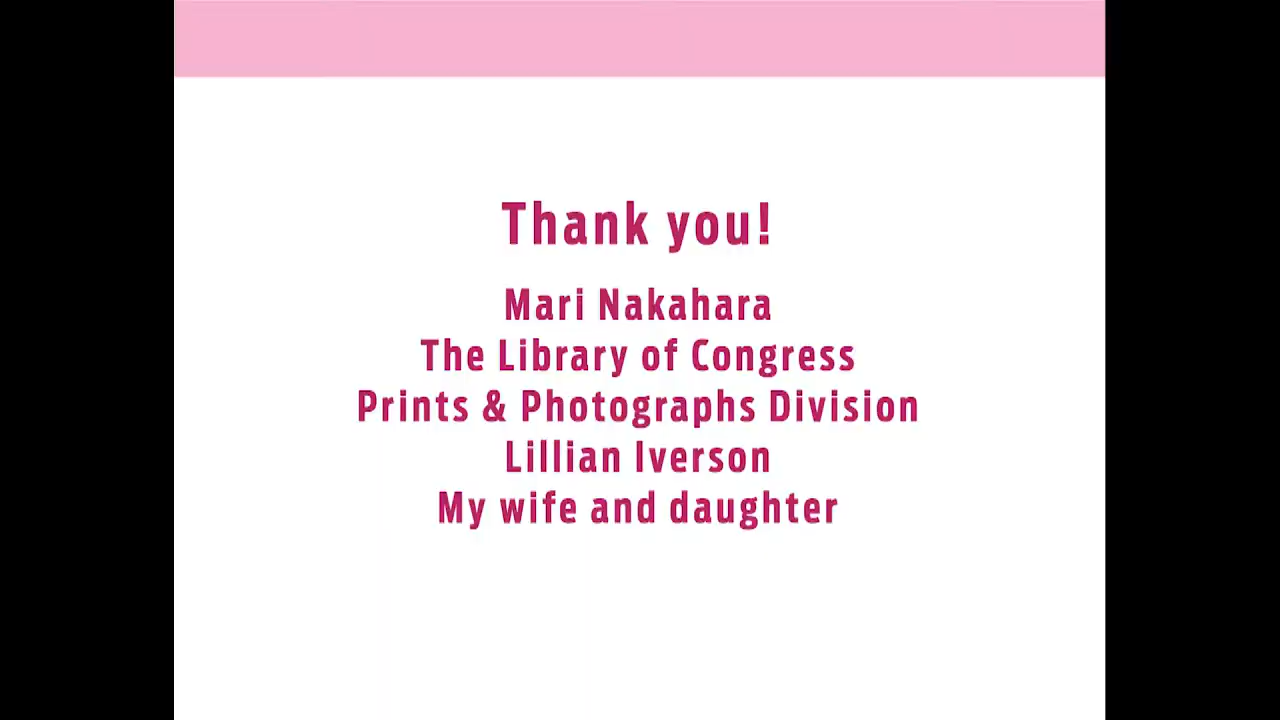 Thank you!
Mari Nakahara
The Library of Congress
Prints & Photographs Division
Lillian Iverson
My wife and daughter